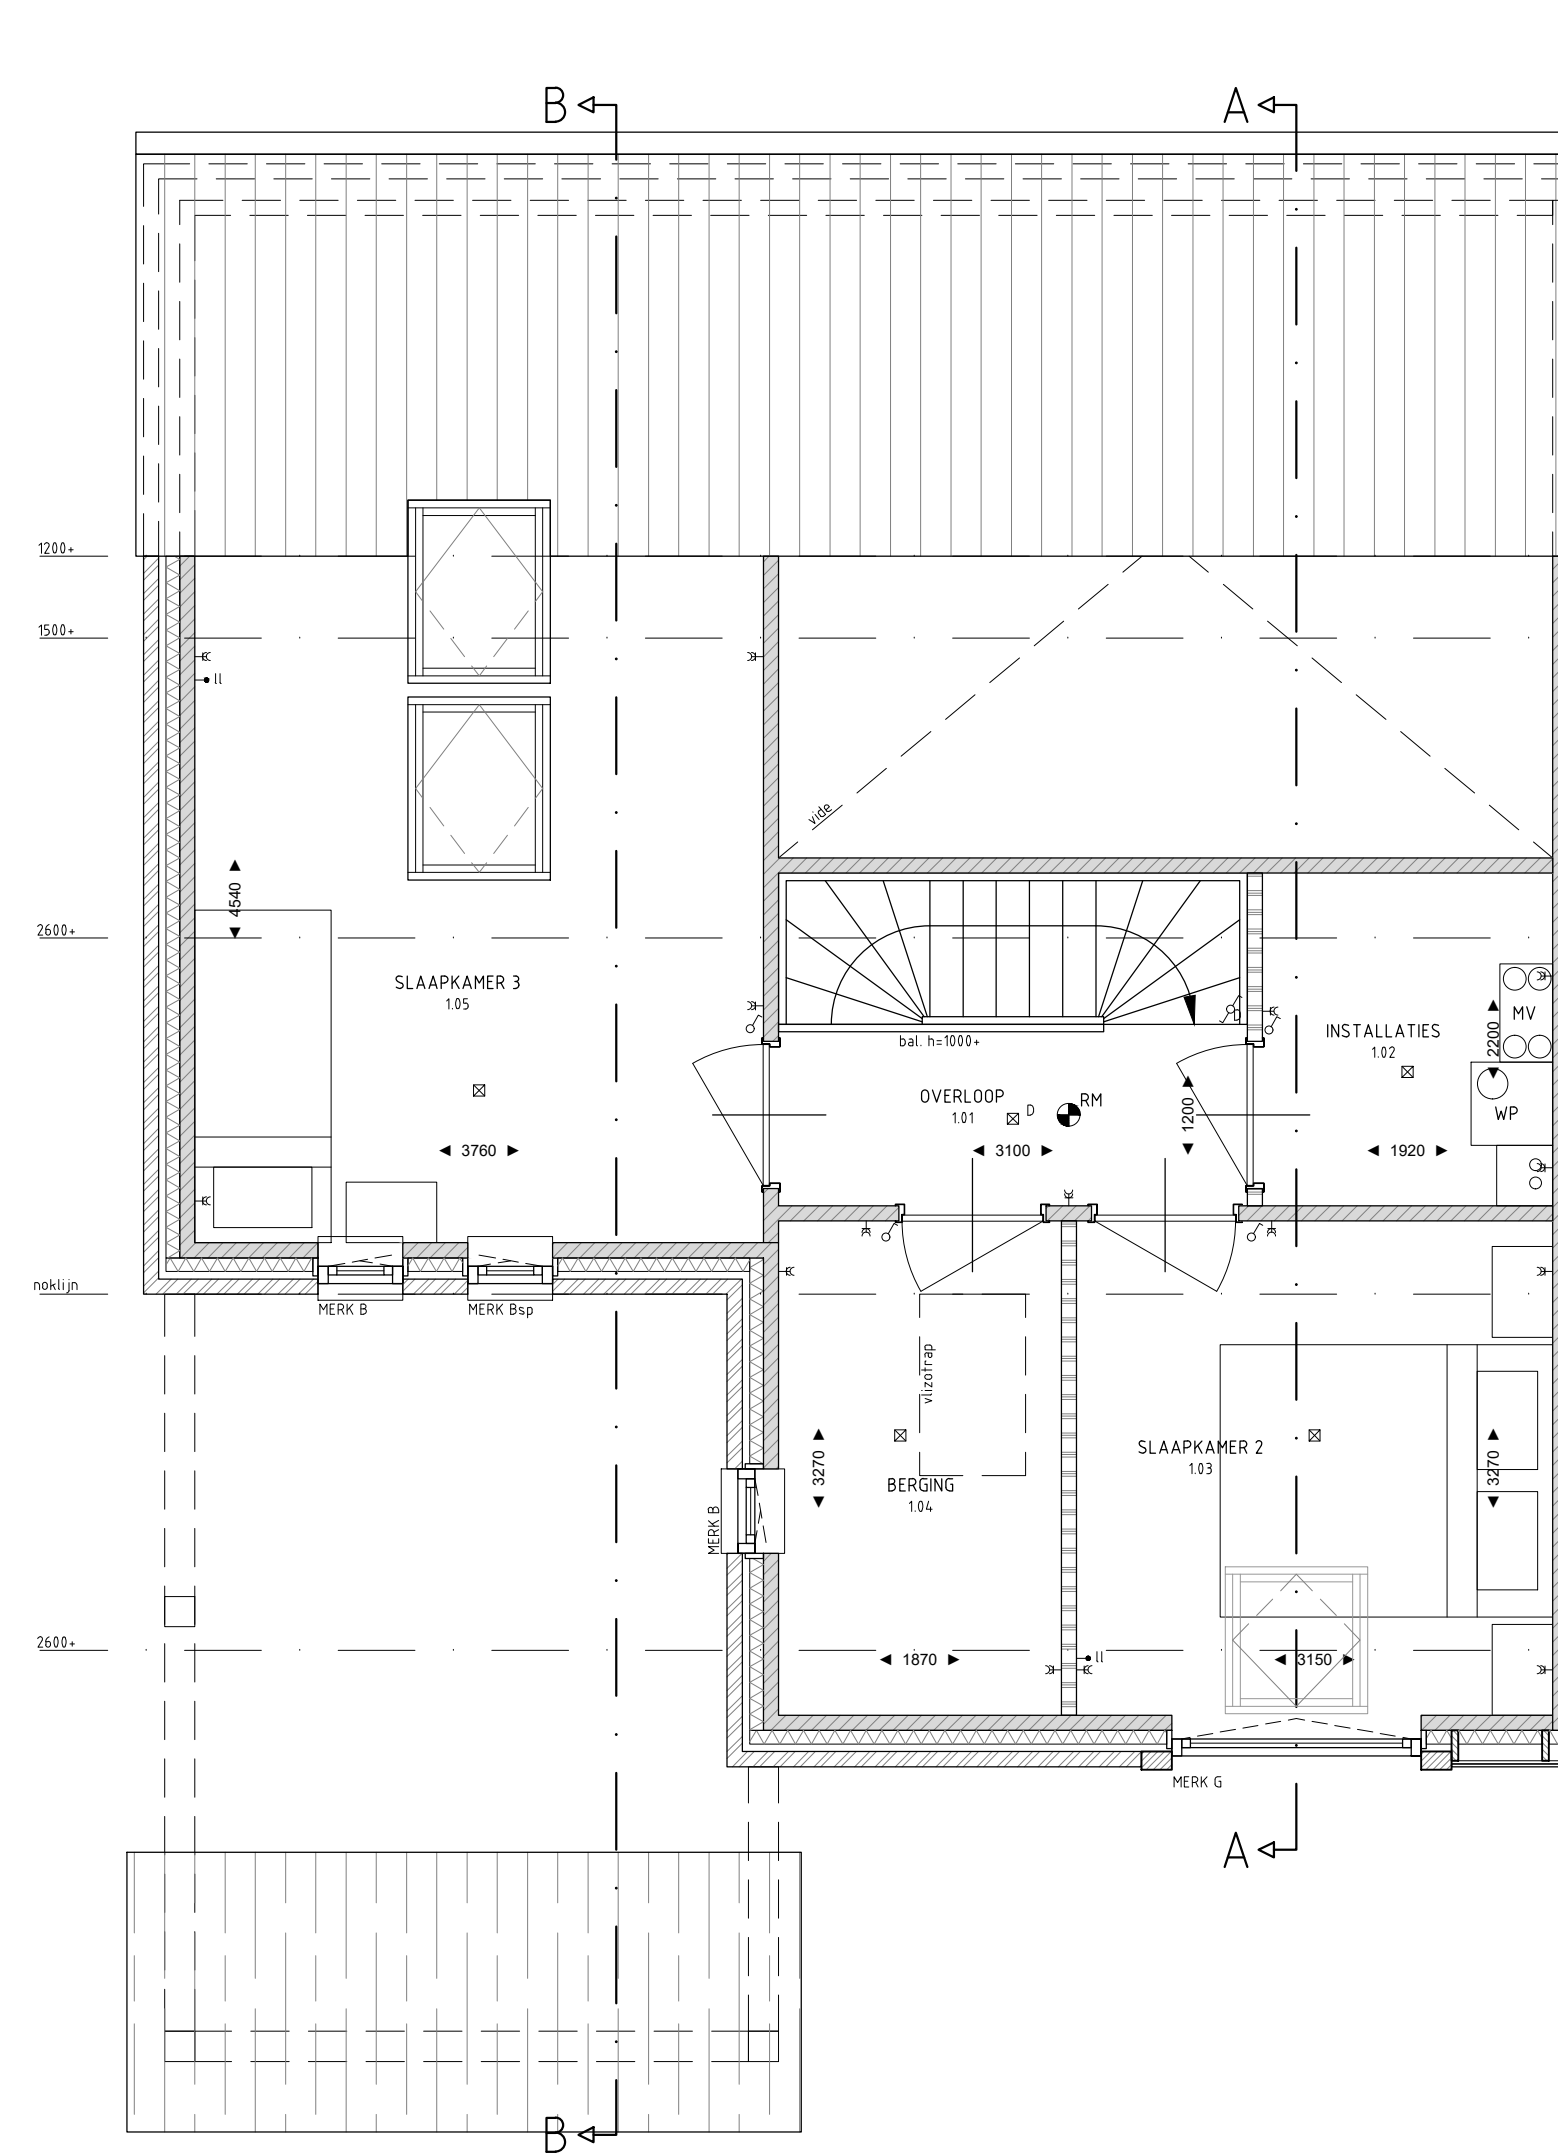 B
A
1200+
1500+
ll
vide
4540
2600+
SLAAPKAMER 3
1.05
MV
INSTALLATIES
1.02
2200
D
bal. h=1000+
OVERLOOP
1.01
D
RM
1200
WP
3760
3100
1920
noklijn
MERK B
MERK Bsp
vlizotrap
SLAAPKAMER 2
1.03
3270
3270
BERGING
1.04
MERK B
2600+
1870
ll
3150
MERK G
A
B